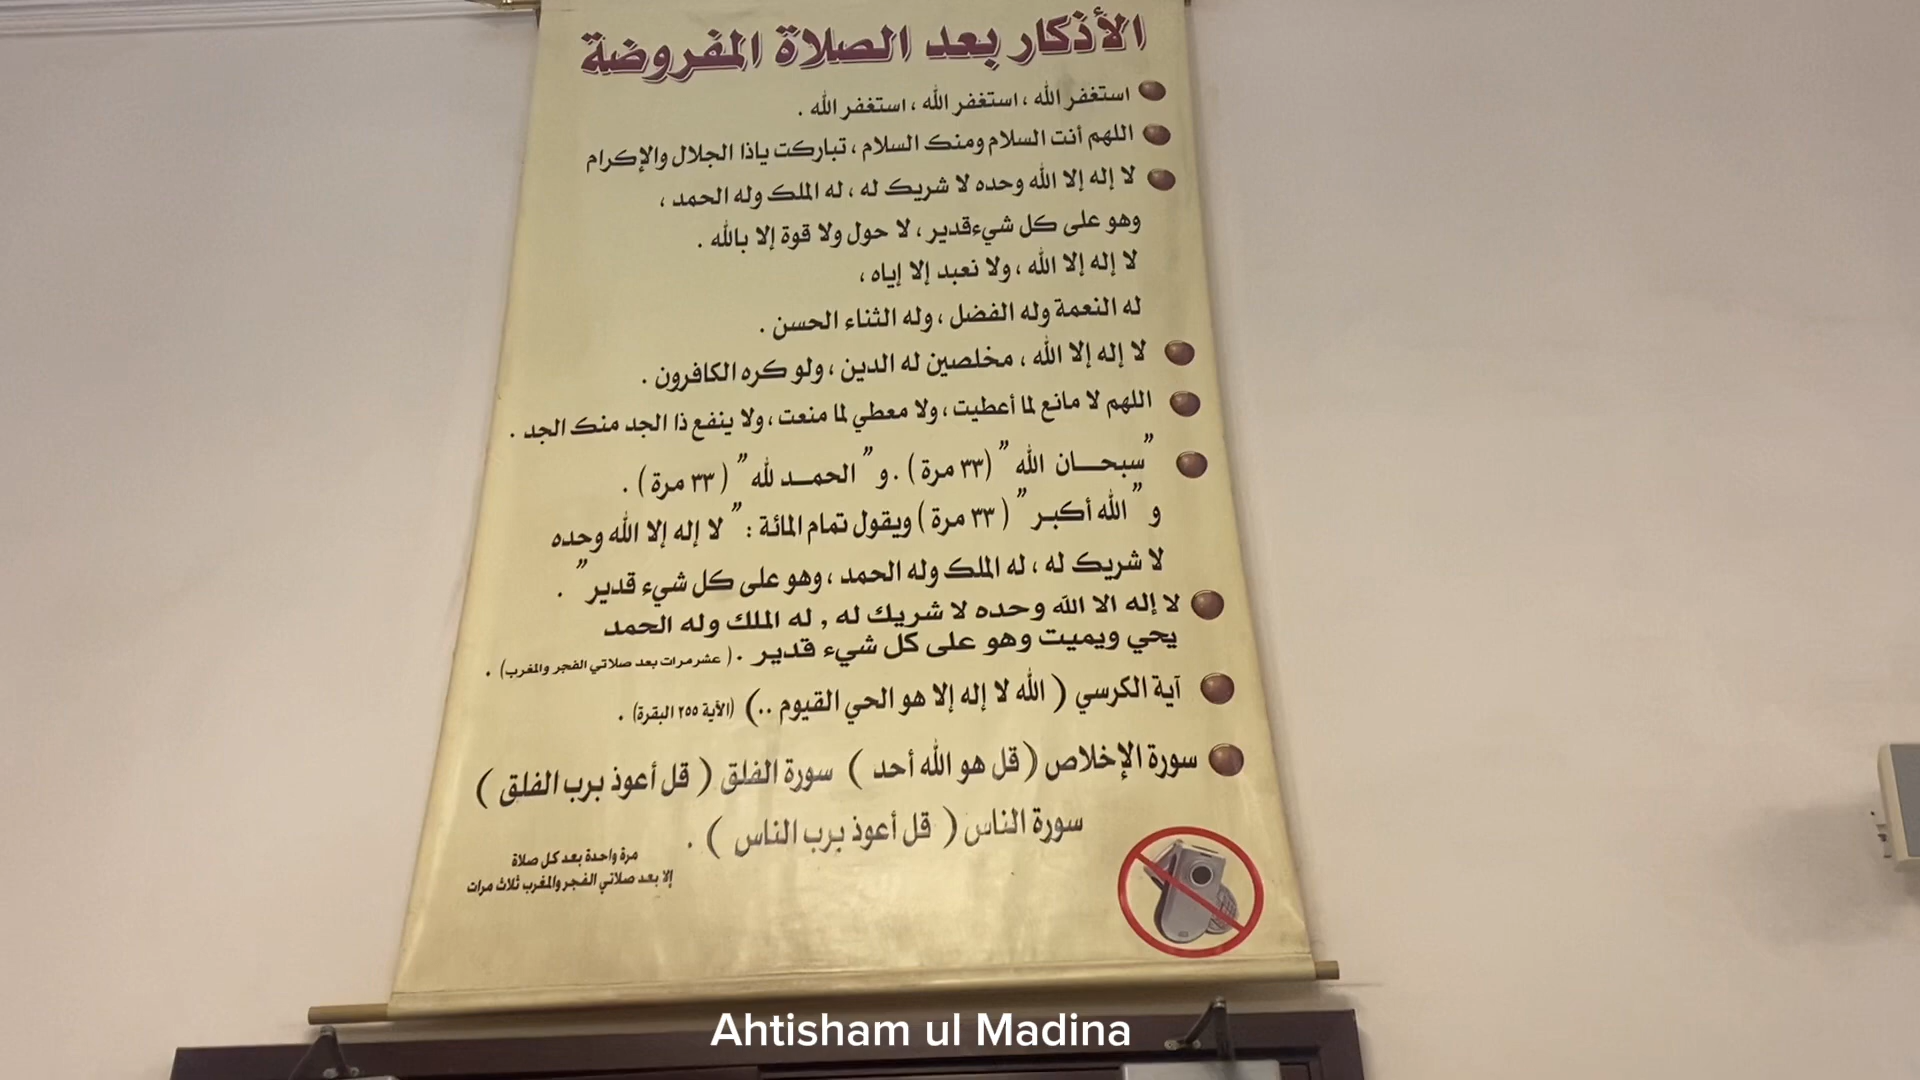 الأذكار بعد الصلاة المفروضة
استغفر الله ، استغفر الله ، استغفر الله .
اللهم أنت السلام ومنك السلام ، تباركت ياذا الجلال والإكرام
لا إله إلا الله وحده لا شريك له ، له الملك وله الحمد ،
وهو على كل شيءقدير ، لا حول ولا قوة إلا بالله .
لا إله إلا الله ، ولا نعبد إلا إياه ،
له النعمة وله الفضل ، وله الثناء الحسن .
لا إله إلا الله ، مخلصين له الدين ، ولو كره الكافرون .
اللهم لا مانع لما أعطيت ، ولا معطي لما منعت ، ولا ينفع ذا الجد منك الجد .
"سبحـــان الله" (٣٣ مرة) . و" الحمــد لله" (٣٣ مرة) .
و "الله أكبـر" (٣٣ مرة) ويقول تمام المائة : " لا إله إلا الله وحده
لا شريك له ، له الملك وله الحمد ، وهو على كل شيء قدير" .
لا إله الا الله وحده لا شريك له , له الملك وله الحمد
يحي ويميت وهو على كل شيء قدير . (عشرمرات بعد صلاتي الفجر والمغرب) .
آية الكرسي ( الله لا إله إلا هو الحي القيوم ..) (الأية ٢٥٥ البقرة) .
سورة الإخلاص (قل هو الله أحد ) سورة الفلق ( قل أعوذ برب الفلق )
سورة الناس ( قل أعوذ برب الناس ) .
مرة واحدة بعد كل صلاة
إلا بعد صلاتي الفجر والمغرب ثلاث مرات
Ahtisham ul Madina